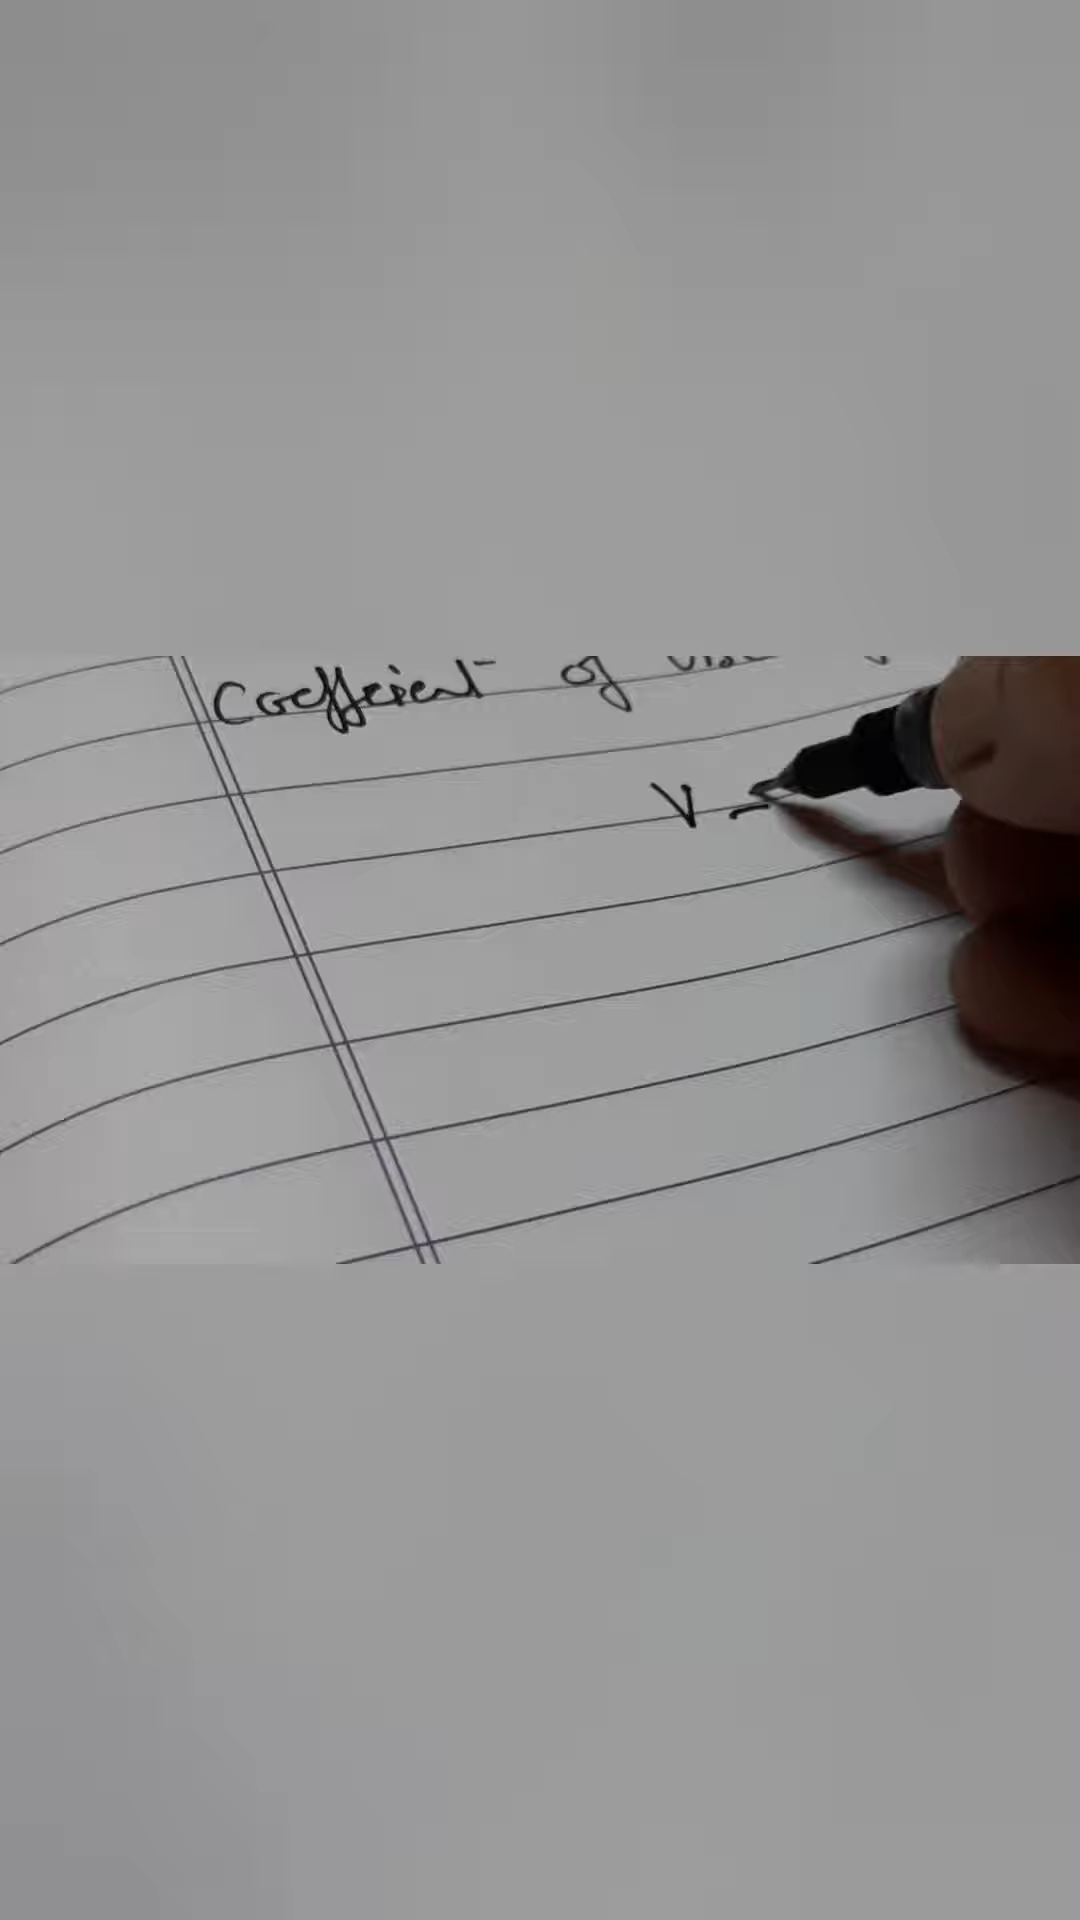 Coefficient of
V =